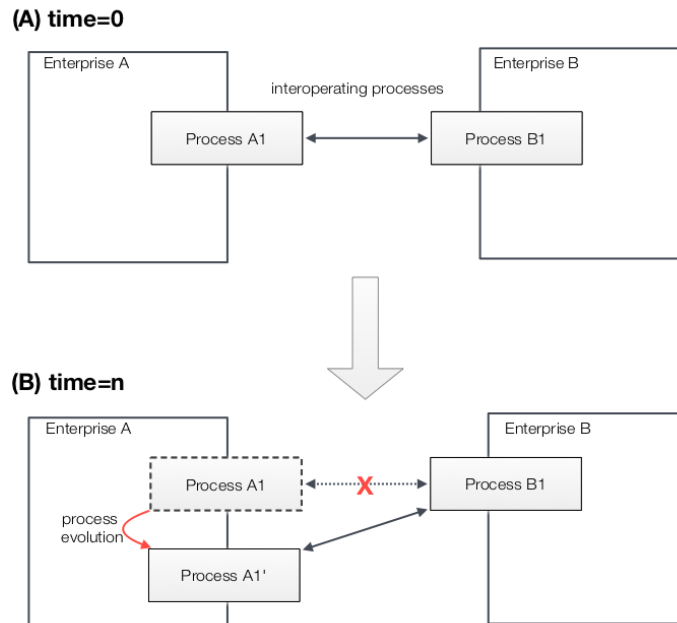 (A) time=0
Enterprise A
Enterprise B
interoperating processes
Process A1
Process B1
(B) time=n
Enterprise A
Enterprise B
Process A1
X
Process B1
process
evolution
Process A1'